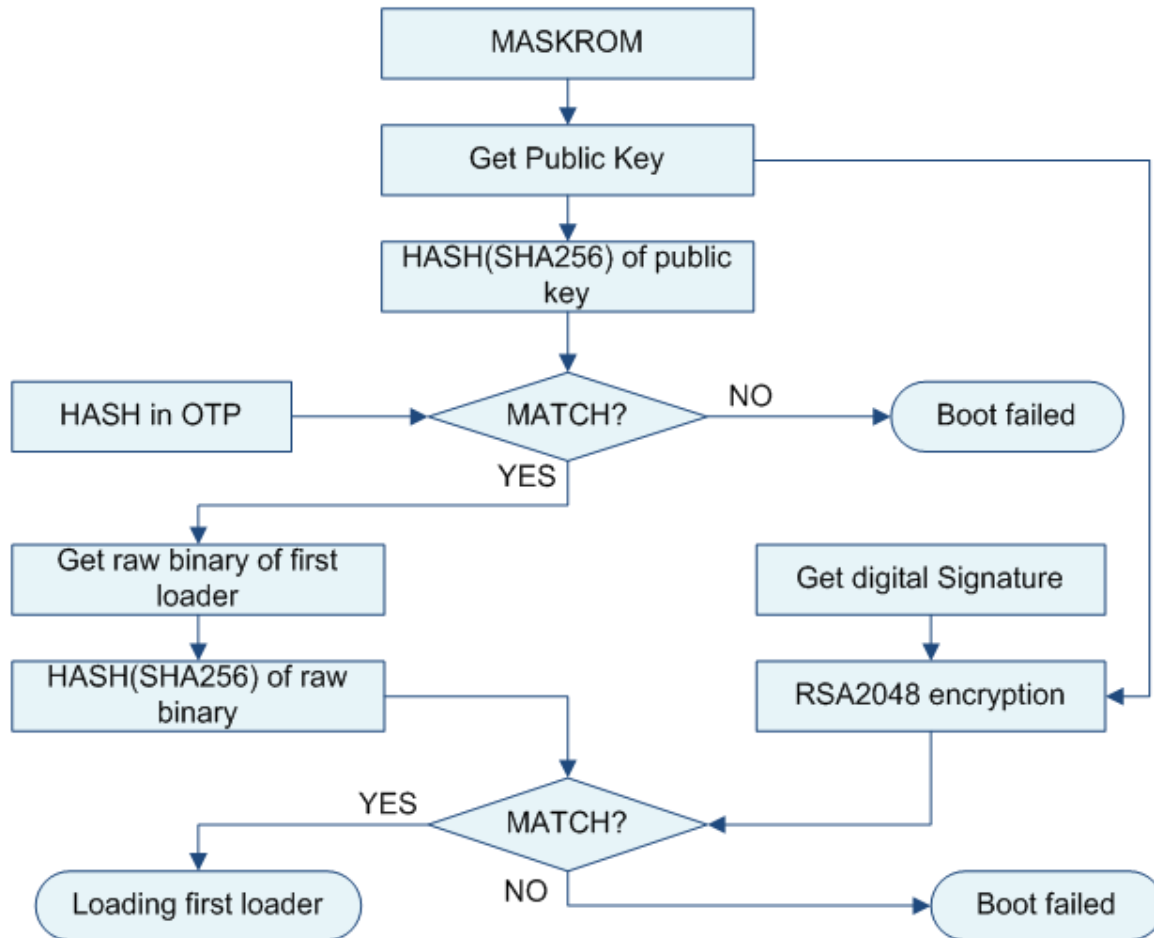 MASKROM
Get Public Key
HASH(SHA256) of public
key
HASH in OTP
MATCH?
NO
Boot failed
YES
Get raw binary of first
loader
Get digital Signature
HASH(SHA256) of raw
binary
RSA2048 encryption
YES
MATCH?
NO
Loading first loader
Boot failed